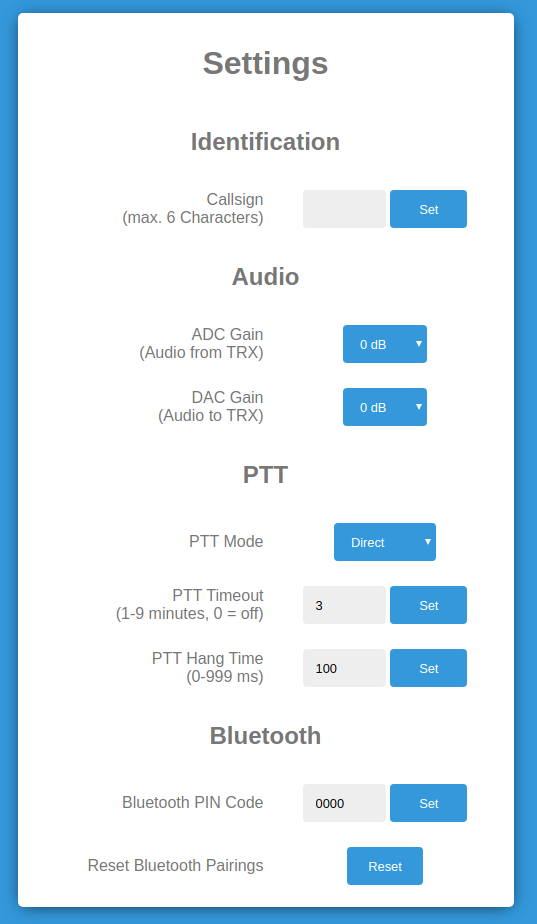 Settings
Identification
Callsign
(max. 6 Characters)
Set
Audio
ADC Gain
(Audio from TRX)
0 dB
DAC Gain
(Audio to TRX)
0 dB
PTT
PTT Mode
Direct
PTT Timeout
(1-9 minutes, 0 = off)
3
Set
PTT Hang Time
(0-999 ms)
100
Set
Bluetooth
Bluetooth PIN Code
0000
Set
Reset Bluetooth Pairings
Reset